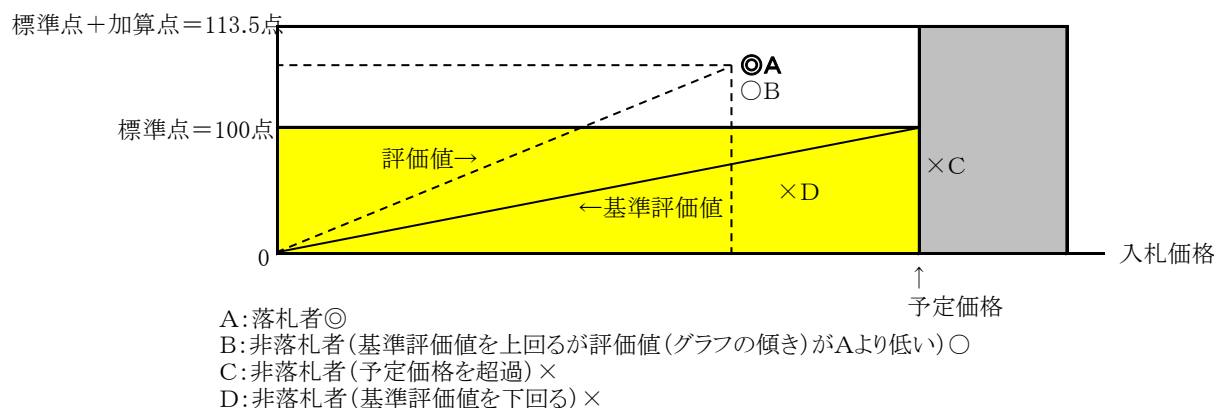 標準点＋加算点＝113.5点
◎A
○B
標準点＝100点
評価値→
×C
×D
←基準評価値
0
入札価格
↑
予定価格
A：落札者◎
B：非落札者（基準評価値を上回るが評価値（グラフの傾き）がAより低い）○
C：非落札者（予定価格を超過）×
D：非落札者（基準評価値を下回る）×